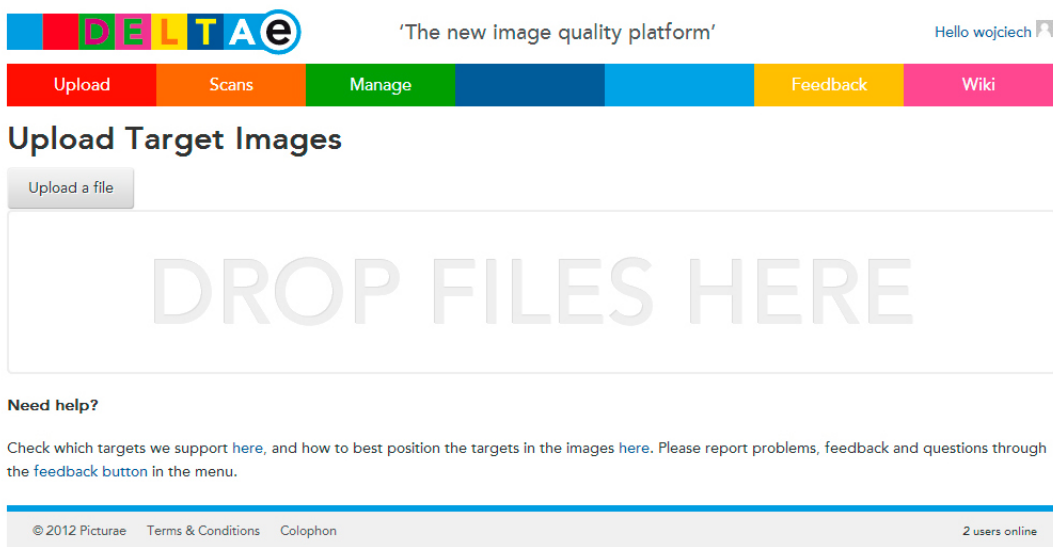 DELTAe
‘The new image quality platform’
Hello wojciech
Upload Scans Manage Feedback Wiki
Upload Target Images
Upload a file
DROP FILES HERE
Need help?
Check which targets we support here, and how to best position the targets in the images here. Please report problems, feedback and questions through
the feedback button in the menu.
© 2012 Picturae Terms & Conditions Colophon 2 users online